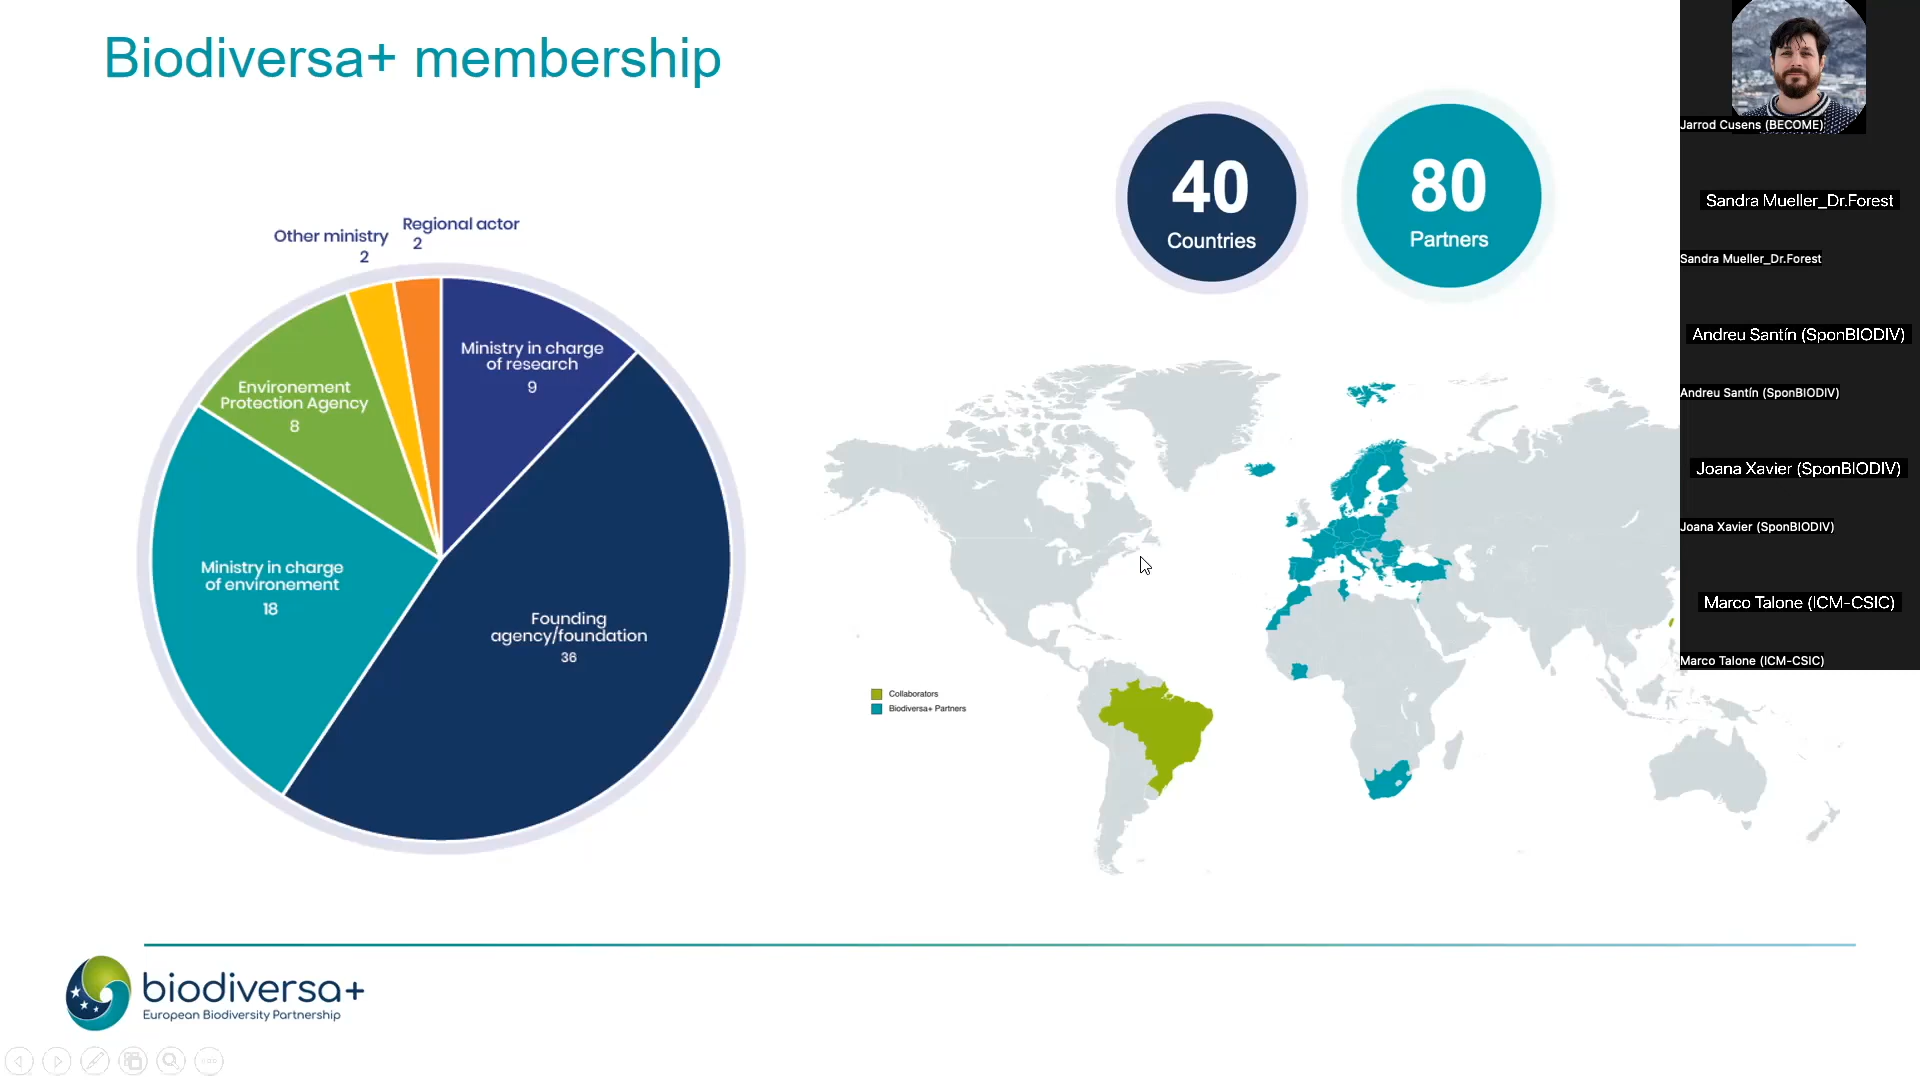 Biodiversa+ membership
Other ministry
2
Regional actor
2
Ministry in charge
of research
9
Environement
Protection Agency
8
Ministry in charge
of environement
18
Founding
agency/foundation
36
40
Countries
80
Partners
Collaborators
Biodiversa+ Partners
biodiversa+
European Biodiversity Partnership
Jarrod Cusens (BECOME)
Sandra Mueller_Dr.Forest
Sandra Mueller_Dr.Forest
Andreu Santín (SponBIODIV)
Andreu Santín (SponBIODIV)
Joana Xavier (SponBIODIV)
Joana Xavier (SponBIODIV)
Marco Talone (ICM-CSIC)
Marco Talone (ICM-CSIC)